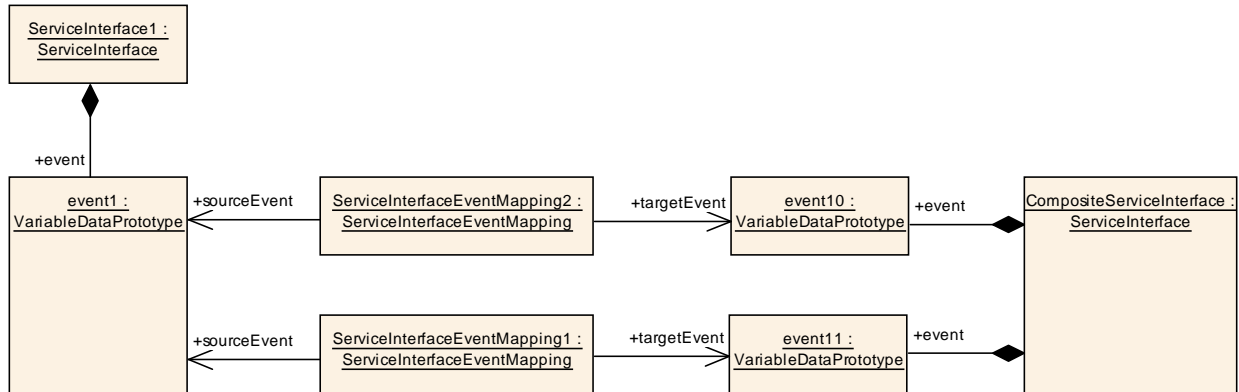 ServiceInterface1 :
ServiceInterface
+event
event1 :
VariableDataPrototype
+sourceEvent
ServiceInterfaceEventMapping2 :
ServiceInterfaceEventMapping
+targetEvent
event10 :
VariableDataPrototype
+event
CompositeServiceInterface :
ServiceInterface
+sourceEvent
ServiceInterfaceEventMapping1 :
ServiceInterfaceEventMapping
+targetEvent
event11 :
VariableDataPrototype
+event